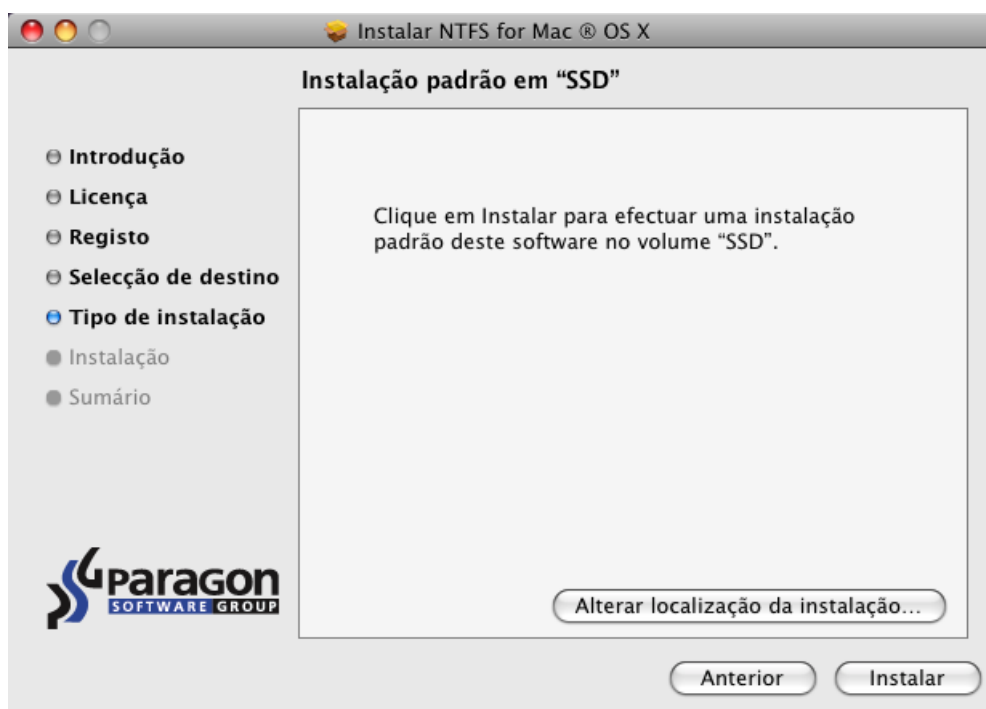 Instalar NTFS for Mac ® OS X
Instalação padrão em “SSD”
Introdução
Licença
Registo
Selecção de destino
Tipo de instalação
Instalação
Sumário
Clique em Instalar para efectuar uma instalação
padrão deste software no volume “SSD”.
Paragon
SOFTWARE GROUP
Alterar localização da instalação...
Anterior
Instalar